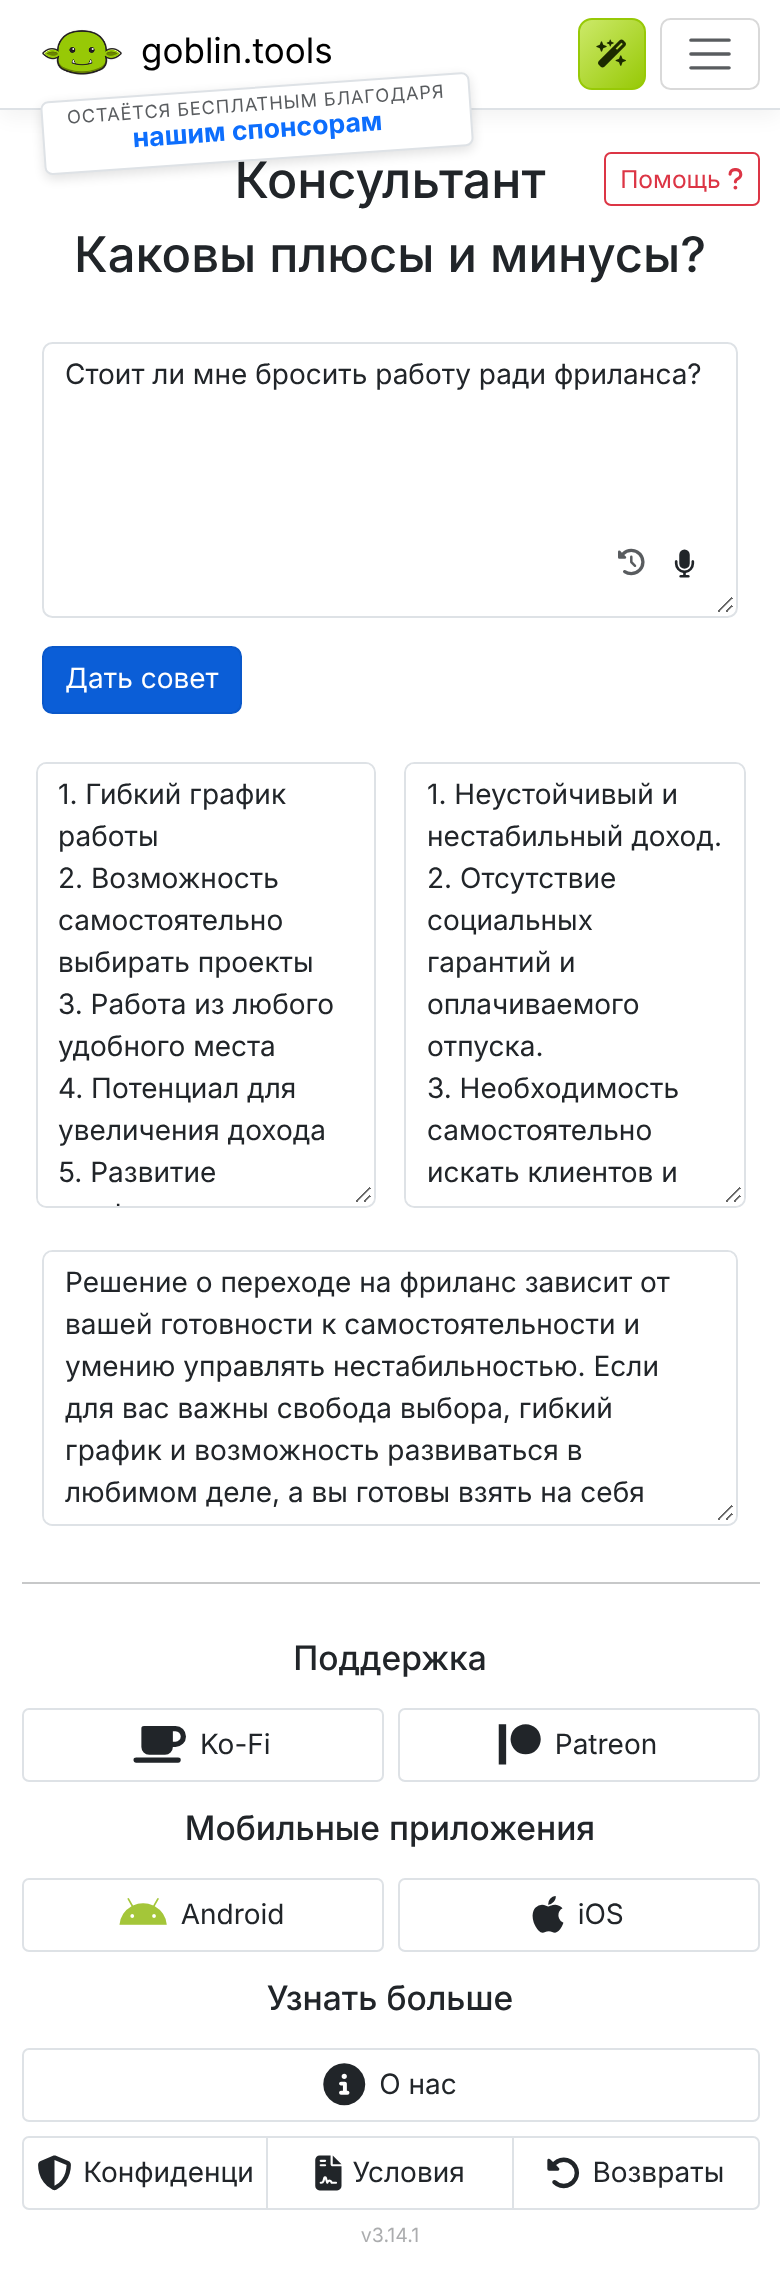 goblin.tools
ОСТАЁТСЯ БЕСПЛАТНЫМ БЛАГОДАРЯ
нашим спонсорам
Консультант
Помощь ?
Каковы плюсы и минусы?
Стоит ли мне бросить работу ради фриланса?
Дать совет
1. Гибкий график
работы
2. Возможность
самостоятельно
выбирать проекты
3. Работа из любого
удобного места
4. Потенциал для
увеличения дохода
5. Развитие
1. Неустойчивый и
нестабильный доход.
2. Отсутствие
социальных
гарантий и
оплачиваемого
отпуска.
3. Необходимость
самостоятельно
искать клиентов и
Решение о переходе на фриланс зависит от
вашей готовности к самостоятельности и
умению управлять нестабильностью. Если
для вас важны свобода выбора, гибкий
график и возможность развиваться в
любимом деле, а вы готовы взять на себя
Поддержка
Ko-Fi
Patreon
Мобильные приложения
Android
iOS
Узнать больше
О нас
Конфиденци
Условия
Возвраты
v3.14.1